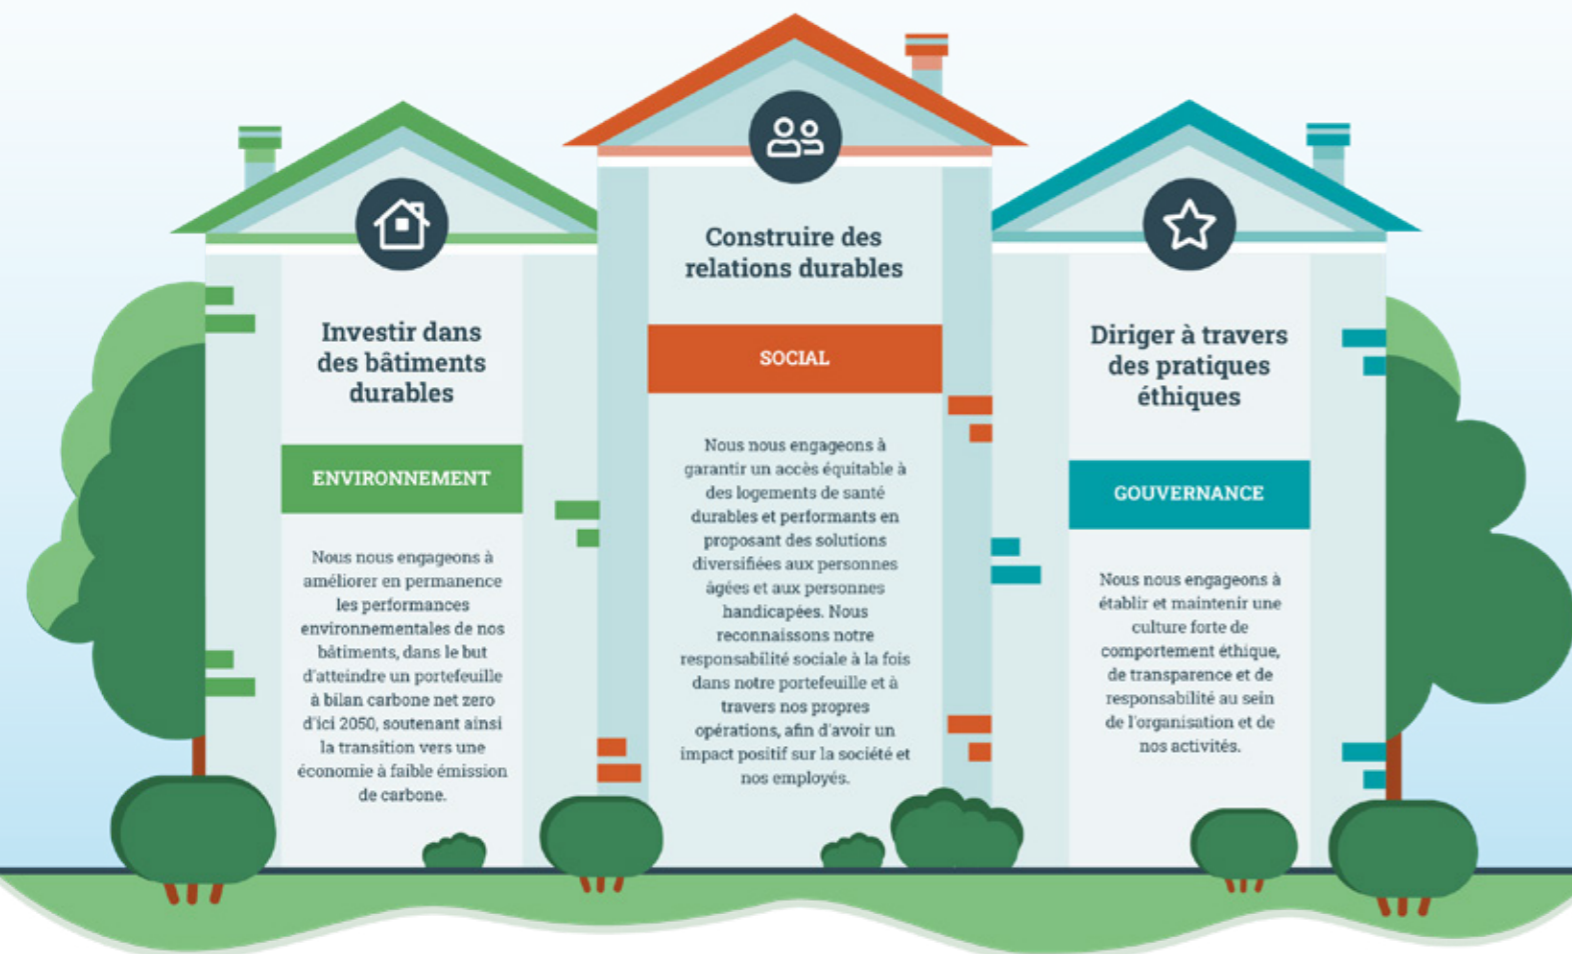 Investir dans
des bâtiments
durables
ENVIRONNEMENT
Nous nous engageons à
améliorer en permanence
les performances
environnementales de nos
bâtiments, dans le but
d'atteindre un portefeuille
à bilan carbone net zero
d'ici 2050, soutenant ainsi
la transition vers une
économie à faible émission
de carbone.
Construire des
relations durables
SOCIAL
Nous nous engageons à
garantir un accès équitable à
des logements de santé
durables et performants en
proposant des solutions
diversifiées aux personnes
âgées et aux personnes
handicapées. Nous
reconnaissons notre
responsabilité sociale à la fois
dans notre portefeuille et à
travers nos propres
opérations, afin d'avoir un
impact positif sur la société et
nos employés.
Diriger à travers
des pratiques
éthiques
GOUVERNANCE
Nous nous engageons à
établir et maintenir une
culture forte de
comportement éthique,
de transparence et de
responsabilité au sein
de l'organisation et de
nos activités.